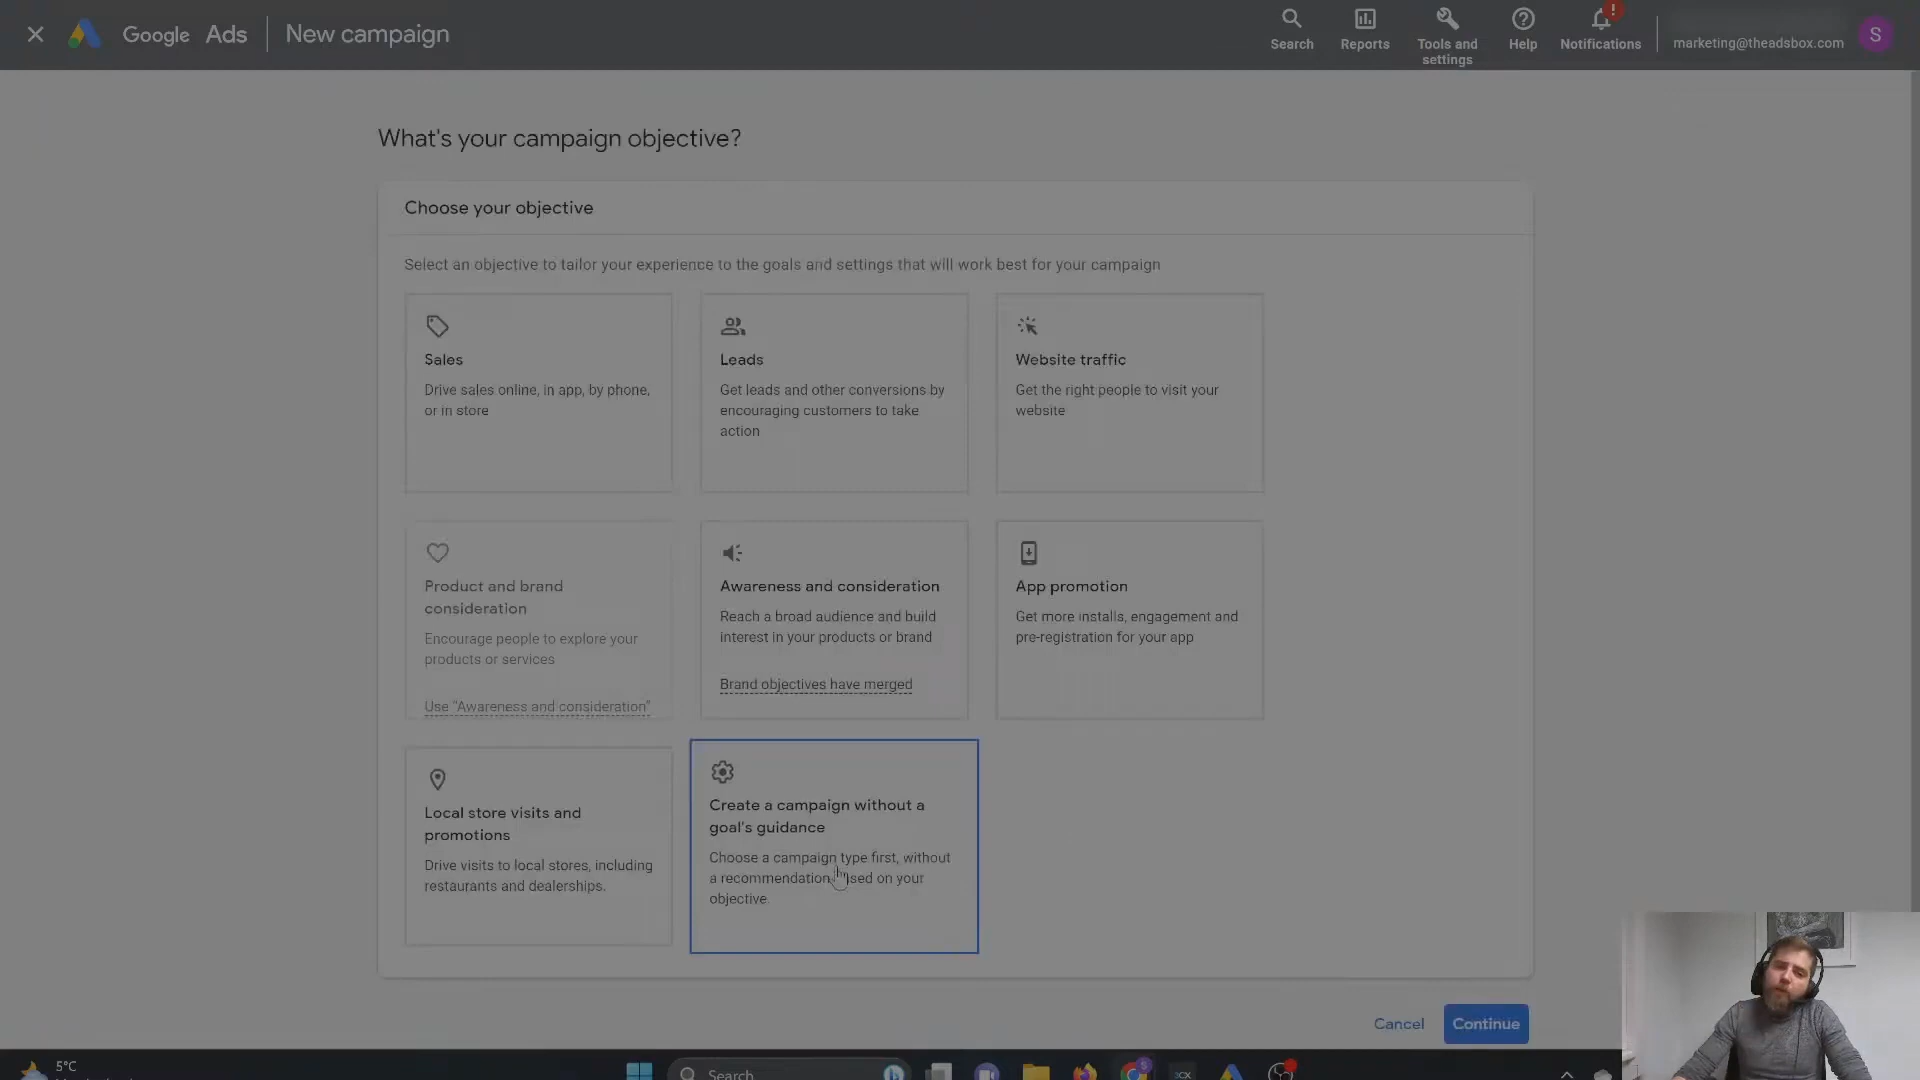 Google Ads New campaign
Search
Reports
Tools and
settings
Help
Notifications
!
marketing@theadsbox.com
S
What's your campaign objective?
Choose your objective
Select an objective to tailor your experience to the goals and settings that will work best for your campaign
Sales
Drive sales online, in app, by phone,
or in store
Leads
Get leads and other conversions by
encouraging customers to take
action
Website traffic
Get the right people to visit your
website
Product and brand
consideration
Encourage people to explore your
products or services
Use "Awareness and consideration"
Awareness and consideration
Reach a broad audience and build
interest in your products or brand
Brand objectives have merged
App promotion
Get more installs, engagement and
pre-registration for your app
Local store visits and
promotions
Drive visits to local stores, including
restaurants and dealerships.
Create a campaign without a
goal's guidance
Choose a campaign type first, without
a recommendation based on your
objective.
Cancel
Continue
5°C
Search
3CX